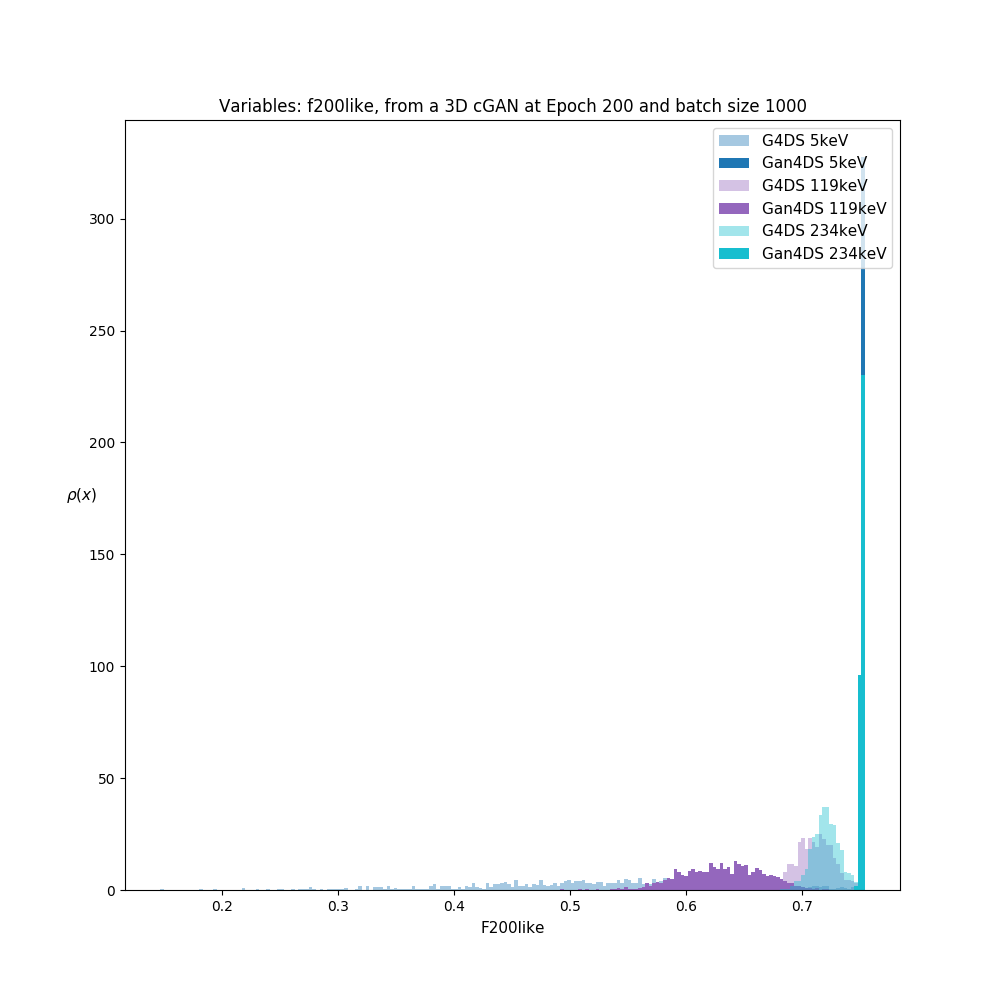 Variables: f200like, from a 3D cGAN at Epoch 200 and batch size 1000
G4DS 5keV
Gan4DS 5keV
G4DS 119keV
Gan4DS 119keV
G4DS 234keV
Gan4DS 234keV
300
250
200
ρ(x)
150
100
50
0
0.2 0.3 0.4 0.5 0.6 0.7
F200like